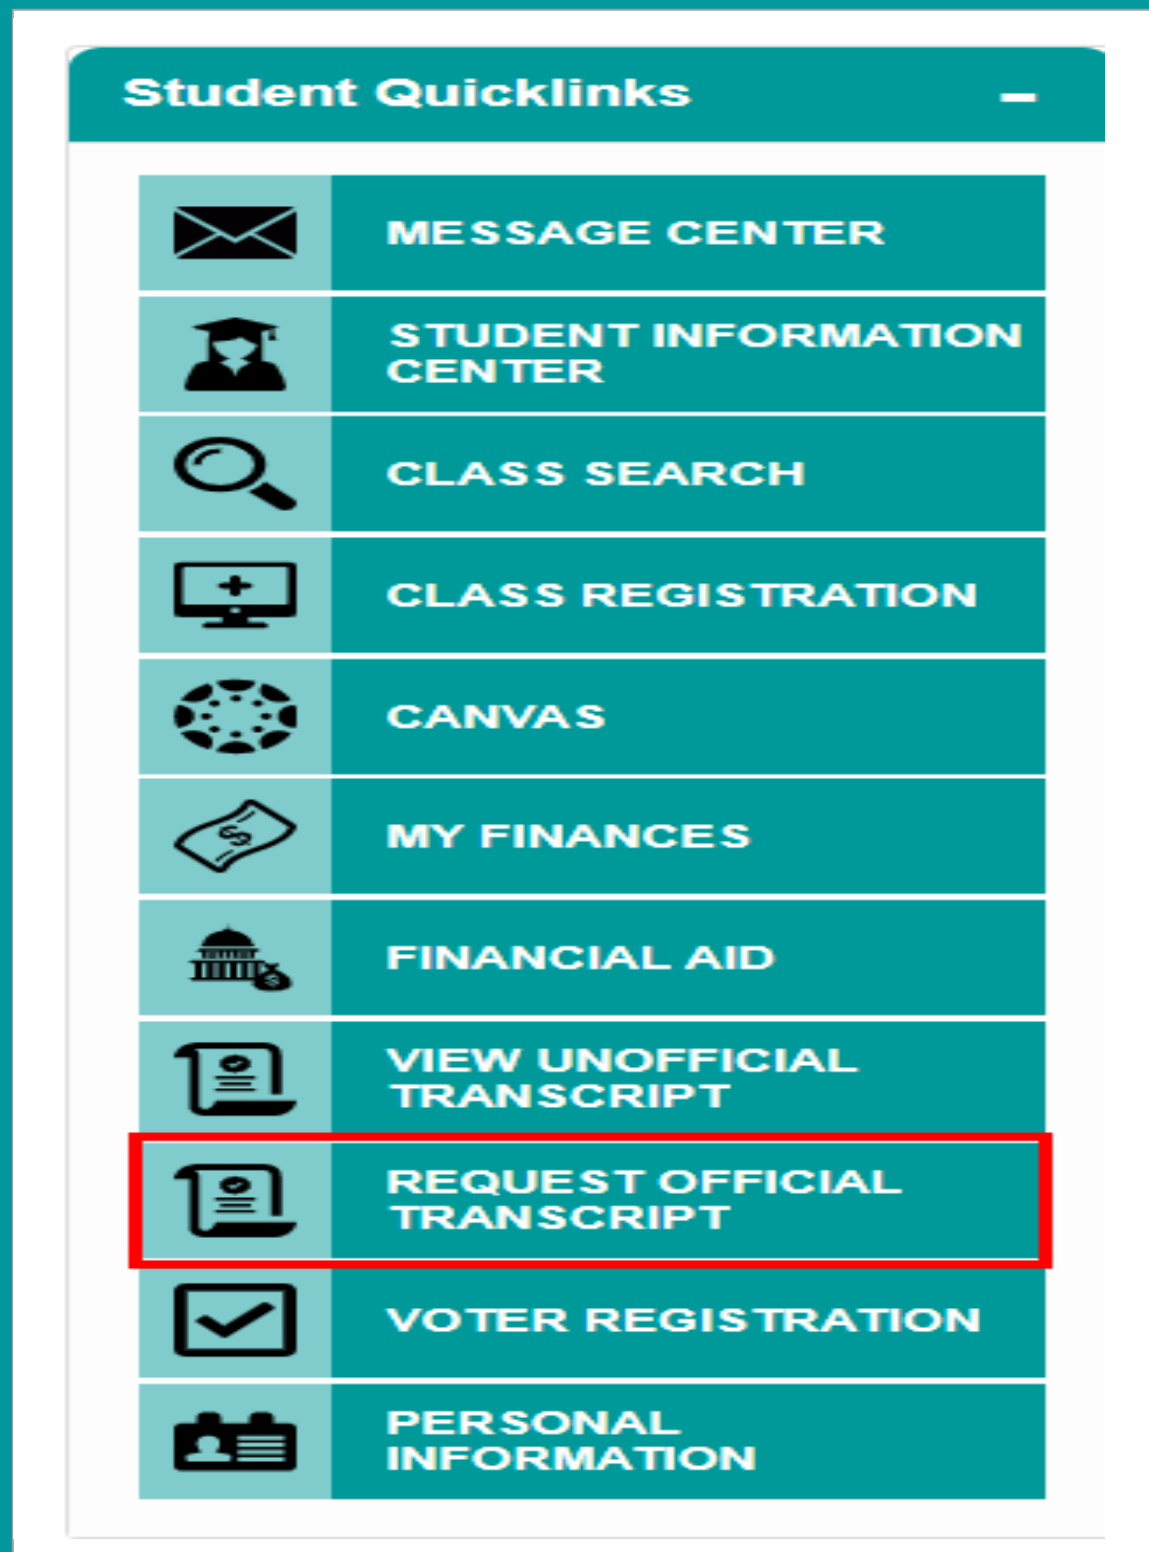 Student Quicklinks
MESSAGE CENTER
STUDENT INFORMATION
CENTER
CLASS SEARCH
CLASS REGISTRATION
CANVAS
MY FINANCES
FINANCIAL AID
VIEW UNOFFICIAL
TRANSCRIPT
REQUEST OFFICIAL
TRANSCRIPT
VOTER REGISTRATION
PERSONAL
INFORMATION